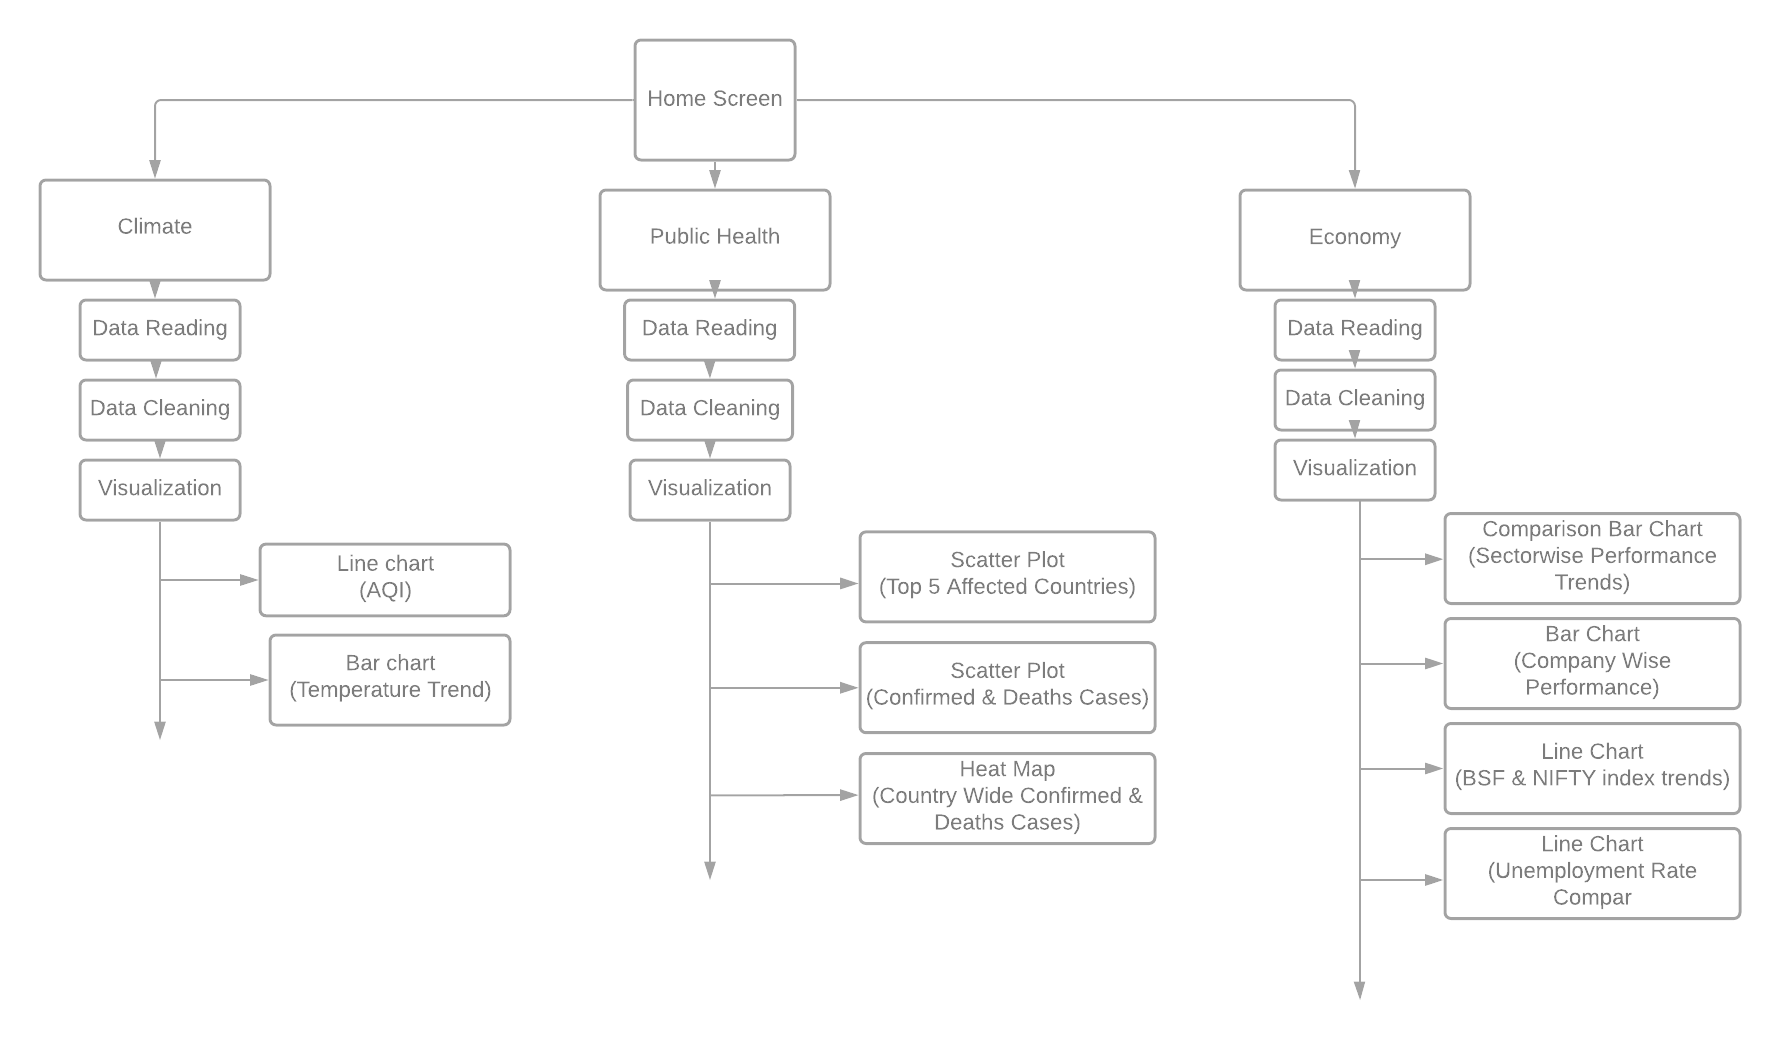 Home Screen
Climate
Public Health
Economy
Data Reading
Data Reading
Data Reading
Data Cleaning
Data Cleaning
Data Cleaning
Visualization
Visualization
Visualization
Line chart
(AQI)
Bar chart
(Temperature Trend)
Scatter Plot
(Top 5 Affected Countries)
Scatter Plot
(Confirmed & Deaths Cases)
Heat Map
(Country Wide Confirmed &
Deaths Cases)
Comparison Bar Chart
(Sectorwise Performance
Trends)
Bar Chart
(Company Wise
Performance)
Line Chart
(BSF & NIFTY index trends)
Line Chart
(Unemployment Rate
Compar